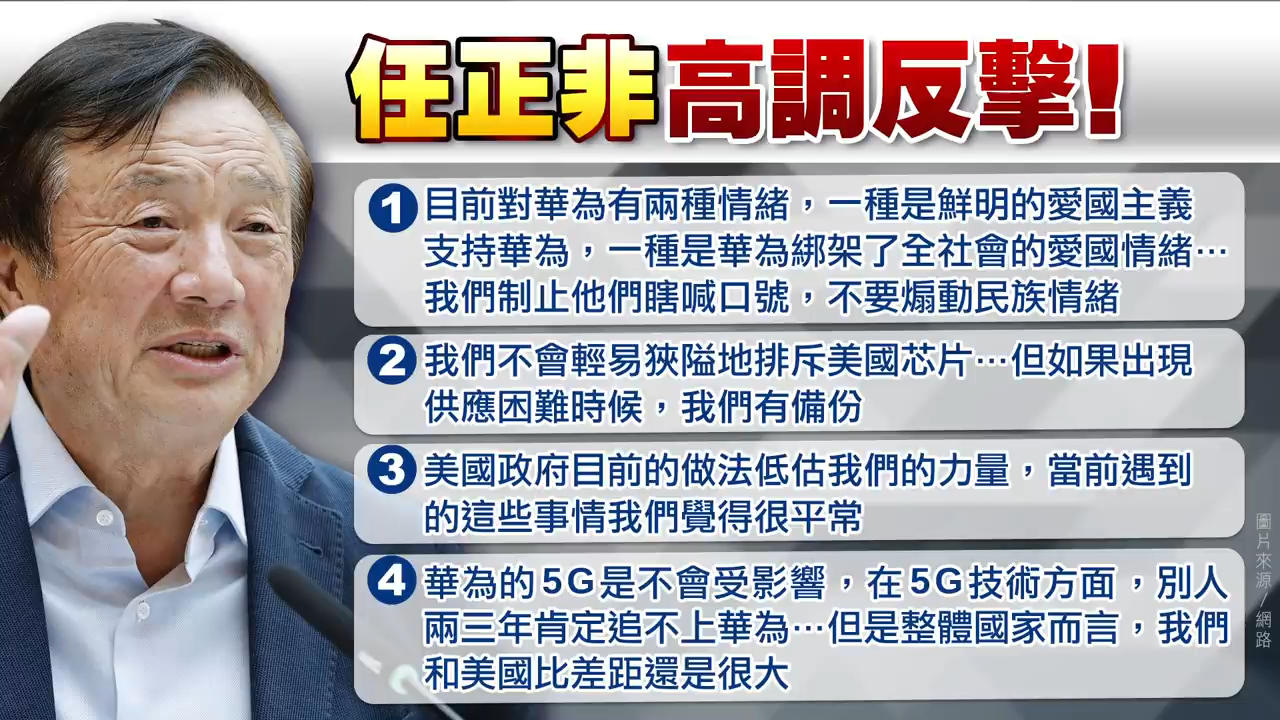 任正非高調反擊!
1 目前對華為有兩種情緒，一種是鮮明的愛國主義
支持華為，一種是華為綁架了全社會的愛國情緒…
我們制止他們瞎喊口號，不要煽動民族情緒
2 我們不會輕易狹隘地排斥美國芯片…但如果出現
供應困難時候，我們有備份
3 美國政府目前的做法低估我們的力量，當前遇到
的這些事情我們覺得很平常
4 華為的5G是不會受影響，在5G技術方面，別人
兩三年肯定追不上華為…但是整體國家而言，我們
和美國比差距還是很大
圖片來源/網路